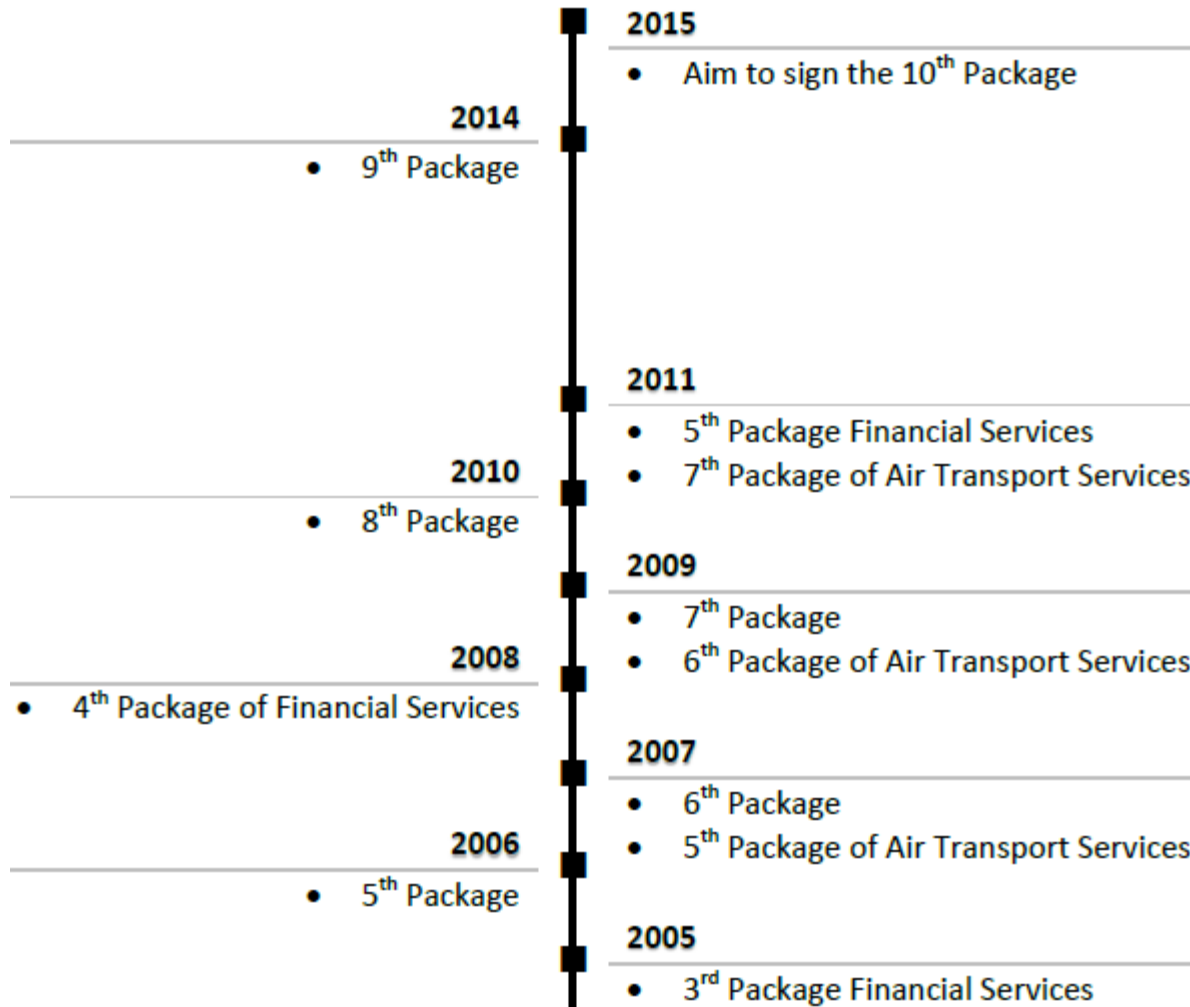 2015
• Aim to sign the 10th Package
2014
• 9th Package
2011
• 5th Package Financial Services
• 7th Package of Air Transport Services
2010
• 8th Package
2009
• 7th Package
• 6th Package of Air Transport Services
2008
• 4th Package of Financial Services
2007
• 6th Package
• 5th Package of Air Transport Services
2006
• 5th Package
2005
• 3rd Package Financial Services